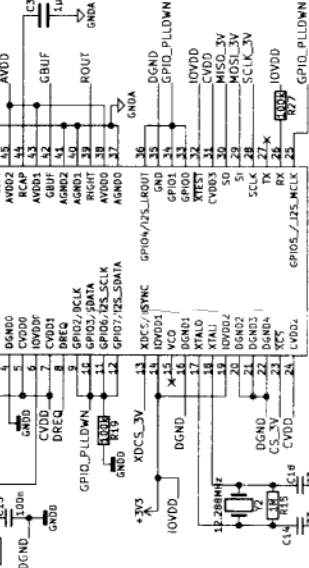 C3
1µ
GNDA
AVDD
GBUF
ROUT
GNDA
DGND
GPIO_PLLDWN
IOVDD
CVDD
MISO_3V
MOSI_3V
SCLK_3V
IOVDD
100k
R27
GPIO_PLLDWN
45
44
43
42
41
40
39
38
37
36
35
34
33
32
31
30
29
28
27
26
25
AVDD2
RCAP
AVDD1
GBUF
AGND2
AGND1
RIGHT
AVDD0
AGND0
GPIO4/I2S_LROUT
GND
GPIO1
GPIO0
XTEST
CVDD3
SO
SI
SCLK
TX
RX
GPIO5_/_I2S_MCLK
DGND0
CVDD0
IOVDD0
CVDD1
DREQ
GPIO2/DCLK
GPIO3/SDATA
GPIO6/I2S_SCLK
GPIO7/I2S_SDATA
XDCS/BSYNC
IOVDD1
VCO
DGND1
XTALO
XTALI
IOVDD2
DGND2
DGND3
DGND4
XCS
CVDD2
4
5
6
7
8
9
10
11
12
13
14
15
16
17
18
19
20
21
22
23
24
GNDD
CVDD
DREQ
GPIO_PLLDWN
100k
R19
GNDD
XDCS_3V
DGND
DGND
CS_3V
CVDD
+3V3
IOVDD
12.288MHz
Y2
1M
R15
C18
C14
100n
GNDD
DGND